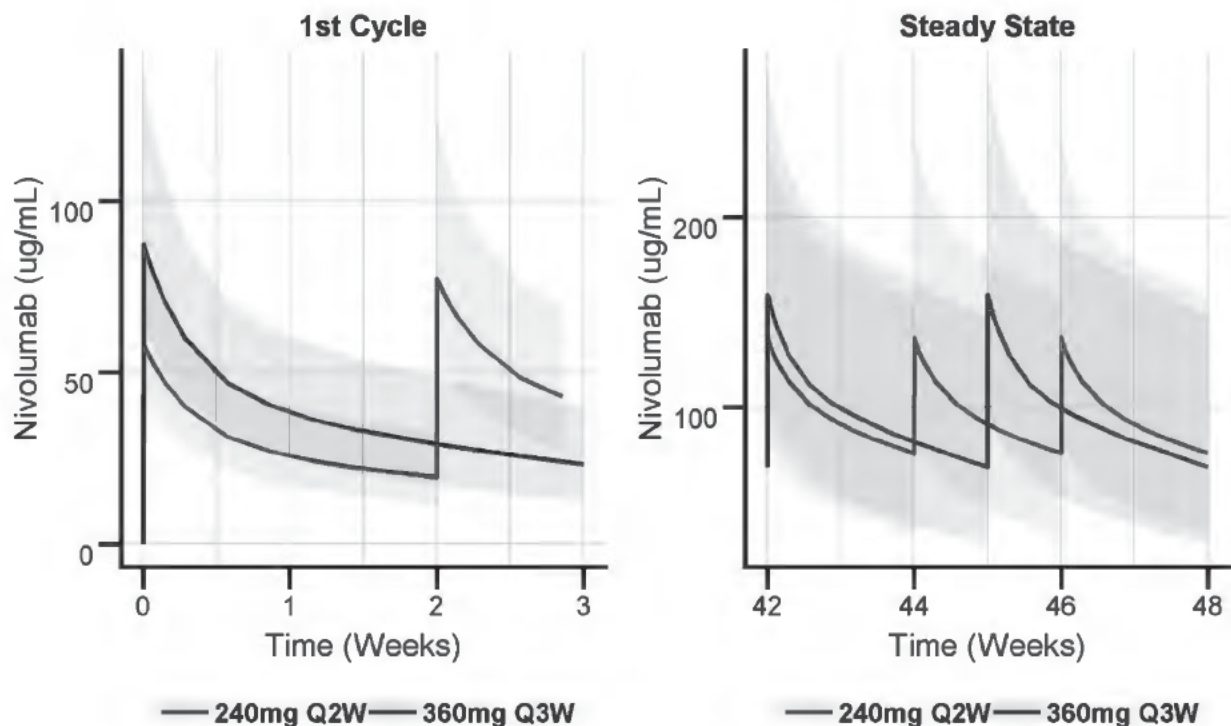 1st Cycle
Steady State
Nivolumab (ug/mL)
100
50
0
0
1
2
3
Time (Weeks)
Nivolumab (ug/mL)
200
100
42
44
45
46
48
Time (Weeks)
240mg Q2W 360mg Q3W
240mg Q2W 360mg Q3W